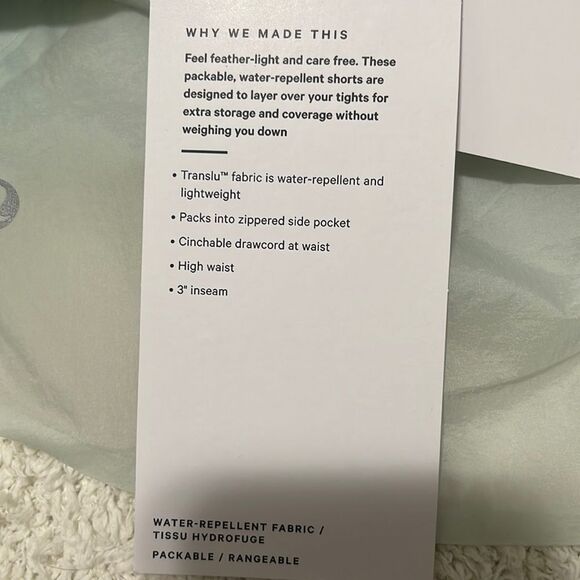 WHY WE MADE THIS
Feel feather-light and care free. These
packable, water-repellent shorts are
designed to layer over your tights for
extra storage and coverage without
weighing you down
• Translu™ fabric is water-repellent and
lightweight
• Packs into zippered side pocket
• Cinchable drawcord at waist
• High waist
• 3" inseam
WATER-REPELLENT FABRIC /
TISSU HYDROFUGE
PACKABLE / RANGEABLE